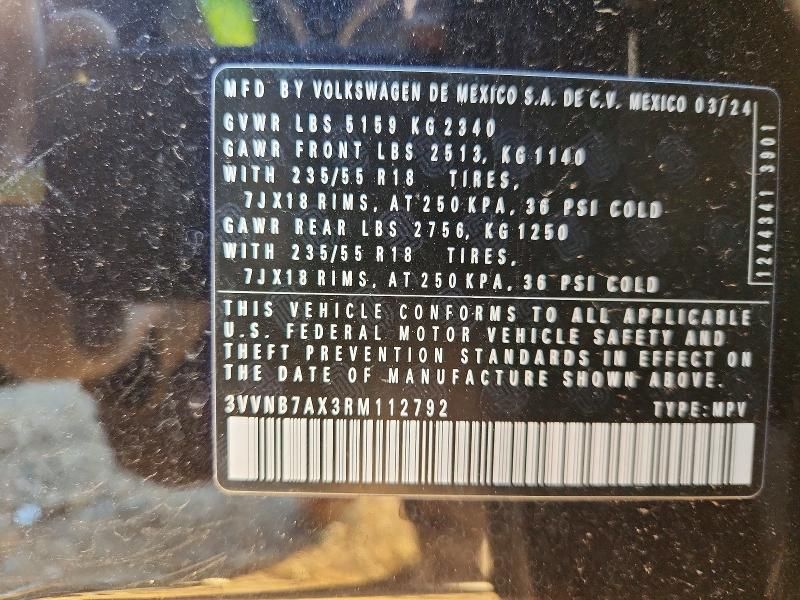 MFD BY VOLKSWAGEN DE MEXICO S.A. DE C.V. MEXICO 03/24
GVWR LBS 5159 KG 2340
GAWR FRONT LBS 2513, KG 1140
WITH 235/55 R18 TIRES,
7JX18 RIMS, AT 250 KPA, 36 PSI COLD
GAWR REAR LBS 2756, KG 1250
WITH 235/55 R18 TIRES,
7JX18 RIMS, AT 250 KPA, 36 PSI COLD
1244341 3901
THIS VEHICLE CONFORMS TO ALL APPLICABLE
U.S. FEDERAL MOTOR VEHICLE SAFETY AND
THEFT PREVENTION STANDARDS IN EFFECT ON
THE DATE OF MANUFACTURE SHOWN ABOVE.
3VVNB7AX3RM112792 TYPE:MPV